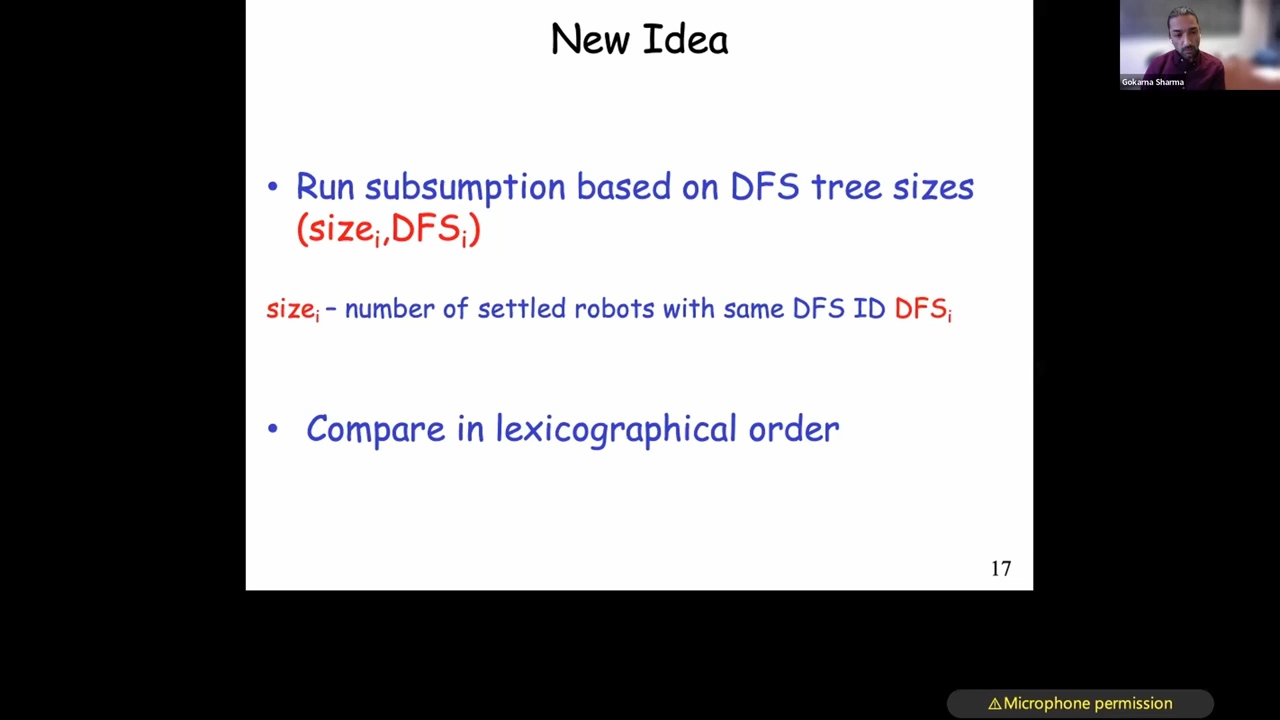 New Idea
Gokarna Sharma
• Run subsumption based on DFS tree sizes
(sizeᵢ,DFSᵢ)
sizeᵢ – number of settled robots with same DFS ID DFSᵢ
• Compare in lexicographical order
17
⚠Microphone permission